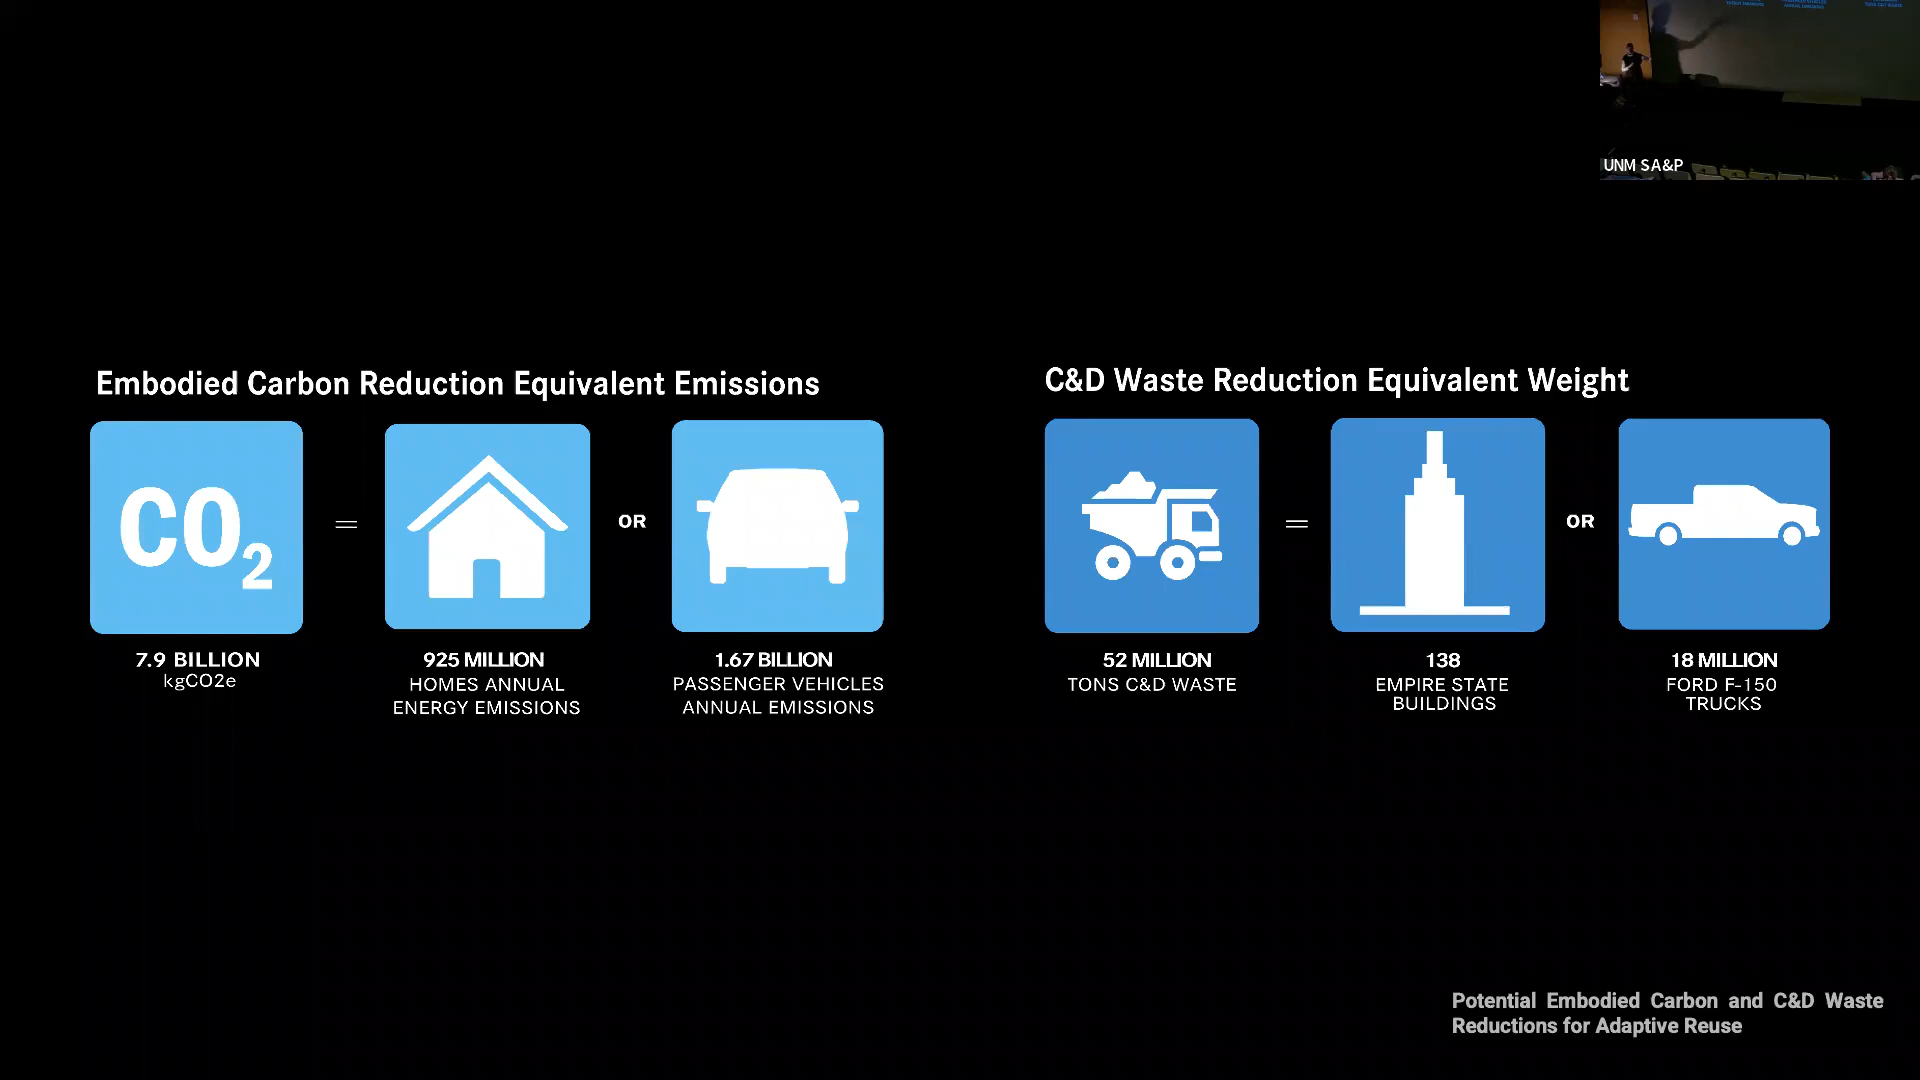 UNM SA&P
Embodied Carbon Reduction Equivalent Emissions
CO2
=
OR
7.9 BILLION
kgCO2e
925 MILLION
HOMES ANNUAL
ENERGY EMISSIONS
1.67 BILLION
PASSENGER VEHICLES
ANNUAL EMISSIONS
C&D Waste Reduction Equivalent Weight
=
OR
52 MILLION
TONS C&D WASTE
138
EMPIRE STATE
BUILDINGS
18 MILLION
FORD F-150
TRUCKS
Potential Embodied Carbon and C&D Waste
Reductions for Adaptive Reuse